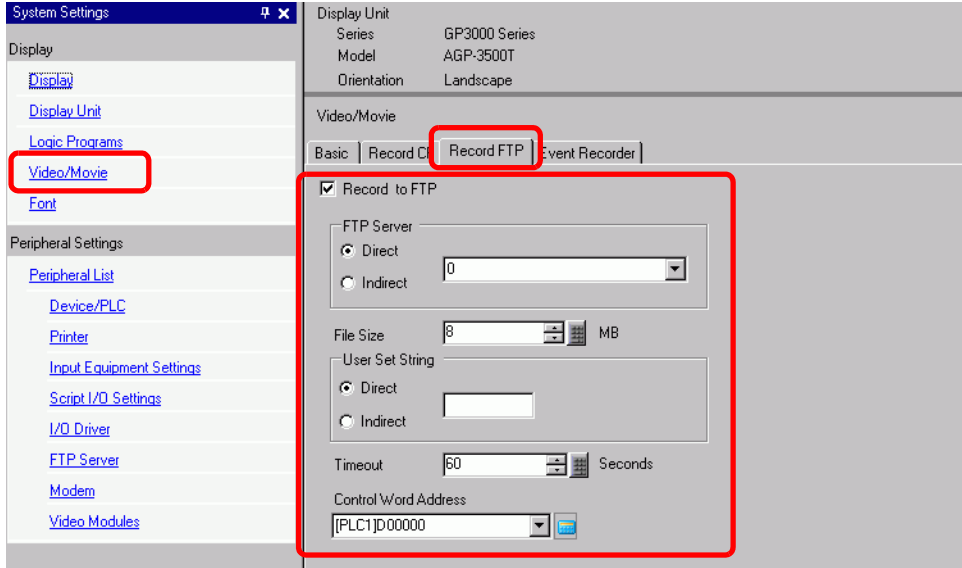 System Settings
Display
Display
Display Unit
Logic Programs
Video/Movie
Font
Peripheral Settings
Peripheral List
Device/PLC
Printer
Input Equipment Settings
Script I/O Settings
I/O Driver
FTP Server
Modem
Video Modules
Display Unit
Series GP3000 Series
Model AGP-3500T
Orientation Landscape
Video/Movie
Basic Record CF Record FTP Event Recorder
Record to FTP
FTP Server
Direct
0
Indirect
File Size 8 MB
User Set String
Direct
Indirect
Timeout 60 Seconds
Control Word Address
[PLC1]D00000